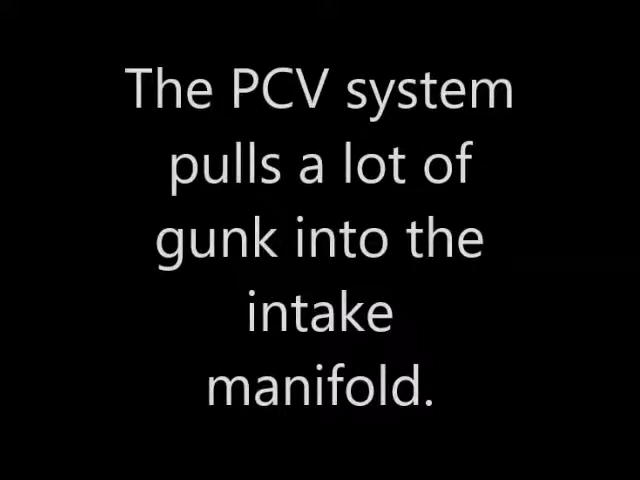 The PCV system
pulls a lot of
gunk into the
intake
manifold.